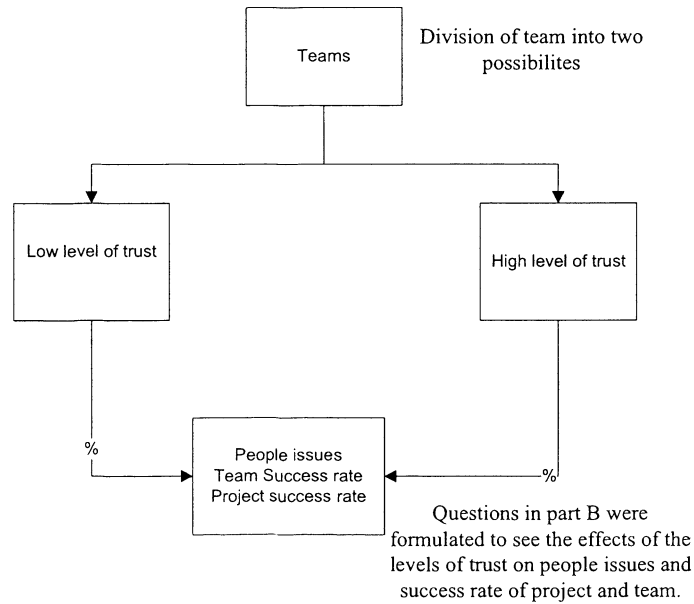 Teams
Division of team into two
possibilites
Low level of trust
High level of trust
%
%
People issues
Team Success rate
Project success rate
Questions in part B were
formulated to see the effects of the
levels of trust on people issues and
success rate of project and team.